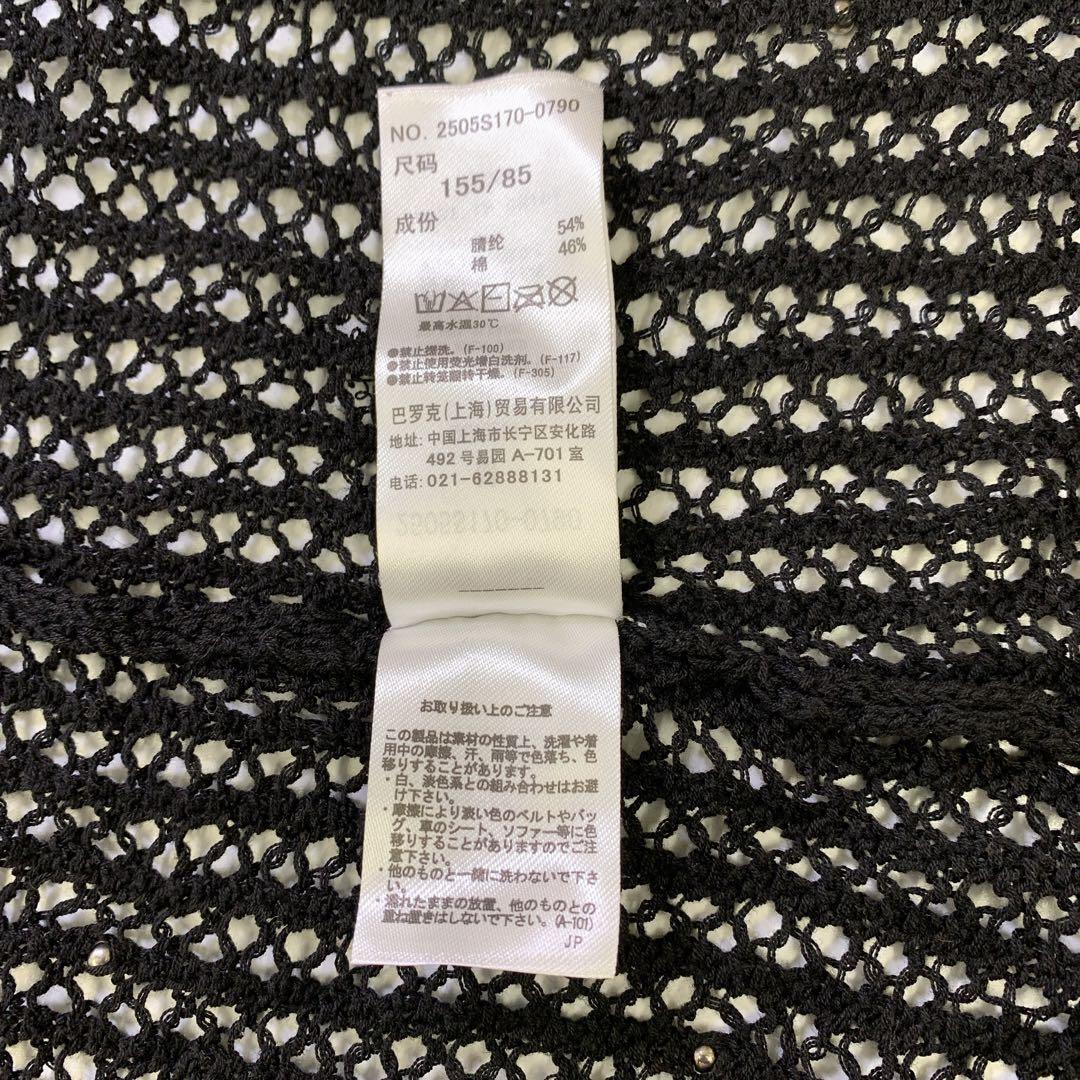 NO. 2505S170-0790
尺码
155/85
成份
腈纶 54%
棉 46%
最高水温30℃
●禁止搓洗。(F-100)
●禁止使用荧光增白洗剂。(F-117)
●禁止转笼翻转干燥。(F-305)
巴罗克(上海)贸易有限公司
地址: 中国上海市长宁区安化路
492 号昜园 A-701 室
电话: 021-62888131
お取り扱い上のご注意
この製品は素材の性質上、洗濯や着
用中の摩擦、汗、雨等で色落ち、色
移りすることがあります。
・白、淡色系との組み合わせはお避
け下さい。
・摩擦により淡い色のベルトやバッ
グ、車のシート、ソファー等に色
移りすることがありますのでご注
意下さい。
・他のものと一緒に洗わないで下さ
い。
・濡れたままの放置、他のものとの
重ね置きはしないで下さい。(A-101)
JP